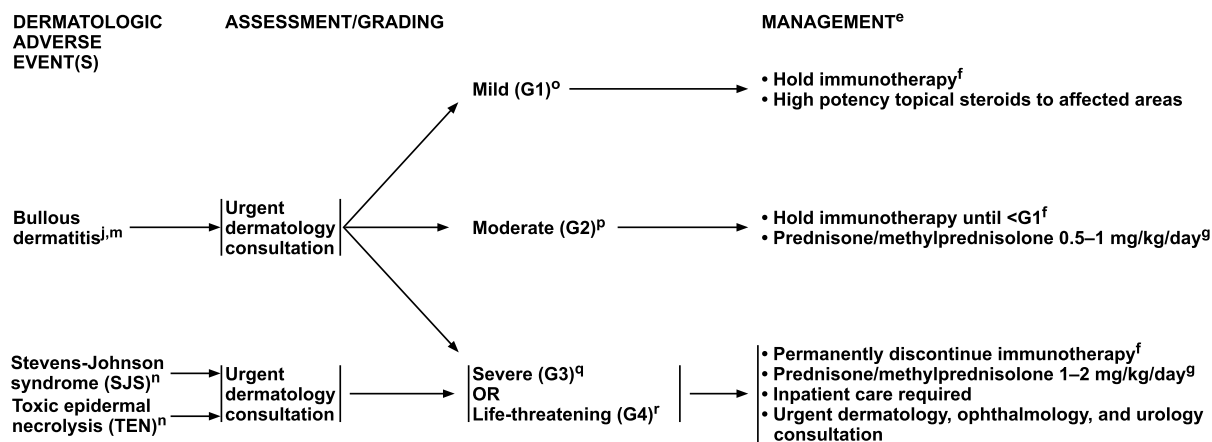 DERMATOLOGIC
ADVERSE
EVENT(S)
ASSESSMENT/GRADING
MANAGEMENTᵉ
Mild (G1)ᵒ
• Hold immunotherapyᶠ
• High potency topical steroids to affected areas
Bullous
dermatitisʲ,ᵐ
Urgent
dermatology
consultation
Moderate (G2)ᵖ
• Hold immunotherapy until <G1ᶠ
• Prednisone/methylprednisolone 0.5–1 mg/kg/dayᵍ
Stevens-Johnson
syndrome (SJS)ⁿ
Toxic epidermal
necrolysis (TEN)ⁿ
Urgent
dermatology
consultation
Severe (G3)q
OR
Life-threatening (G4)ʳ
• Permanently discontinue immunotherapyᶠ
• Prednisone/methylprednisolone 1–2 mg/kg/dayᵍ
• Inpatient care required
• Urgent dermatology, ophthalmology, and urology
consultation